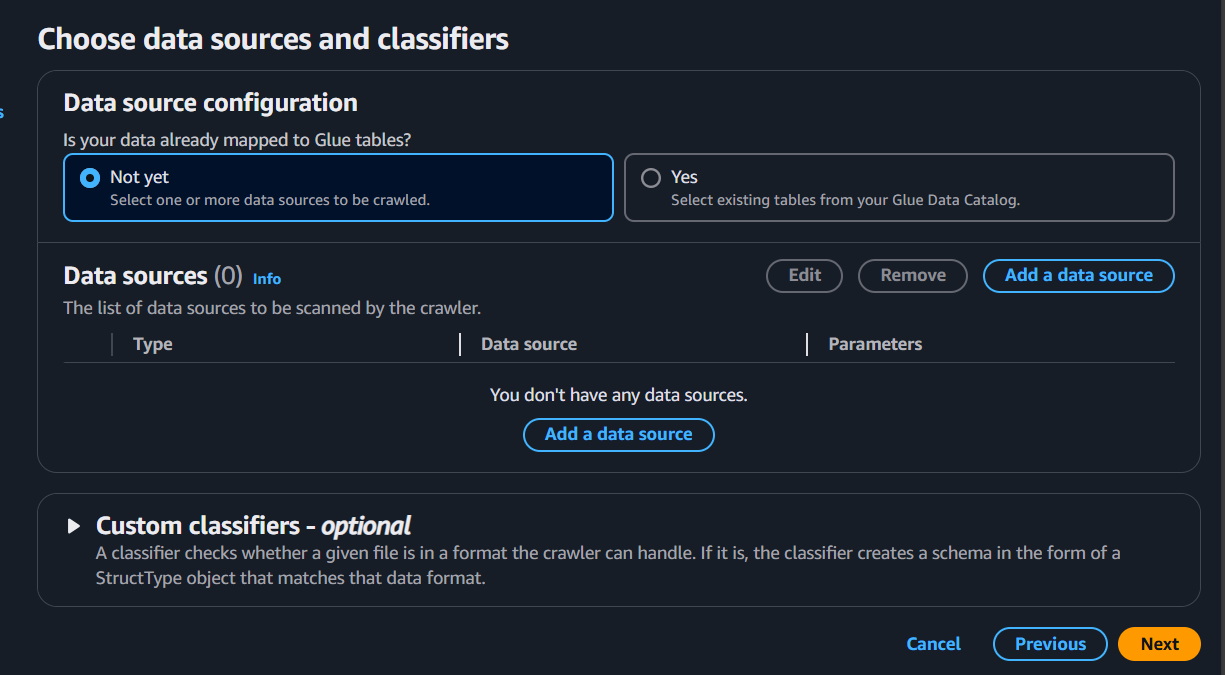 Choose data sources and classifiers
s
Data source configuration
Is your data already mapped to Glue tables?
Not yet
Select one or more data sources to be crawled.
Yes
Select existing tables from your Glue Data Catalog.
Data sources (0) Info
Edit
Remove
Add a data source
The list of data sources to be scanned by the crawler.
Type
Data source
Parameters
You don't have any data sources.
Add a data source
Custom classifiers - optional
A classifier checks whether a given file is in a format the crawler can handle. If it is, the classifier creates a schema in the form of a
StructType object that matches that data format.
Cancel
Previous
Next